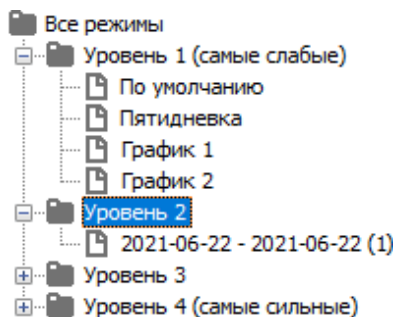 Все режимы
Уровень 1 (самые слабые)
По умолчанию
Пятидневка
График 1
График 2
Уровень 2
2021-06-22 - 2021-06-22 (1)
Уровень 3
Уровень 4 (самые сильные)